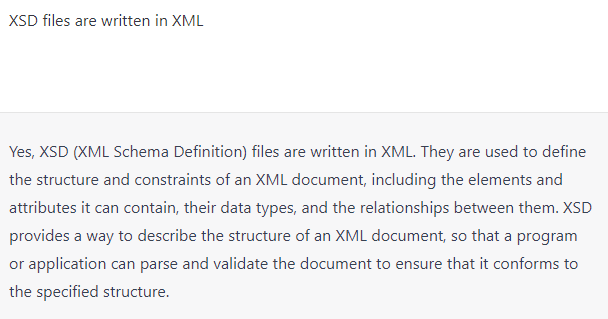 XSD files are written in XML
Yes, XSD (XML Schema Definition) files are written in XML. They are used to define
the structure and constraints of an XML document, including the elements and
attributes it can contain, their data types, and the relationships between them. XSD
provides a way to describe the structure of an XML document, so that a program
or application can parse and validate the document to ensure that it conforms to
the specified structure.